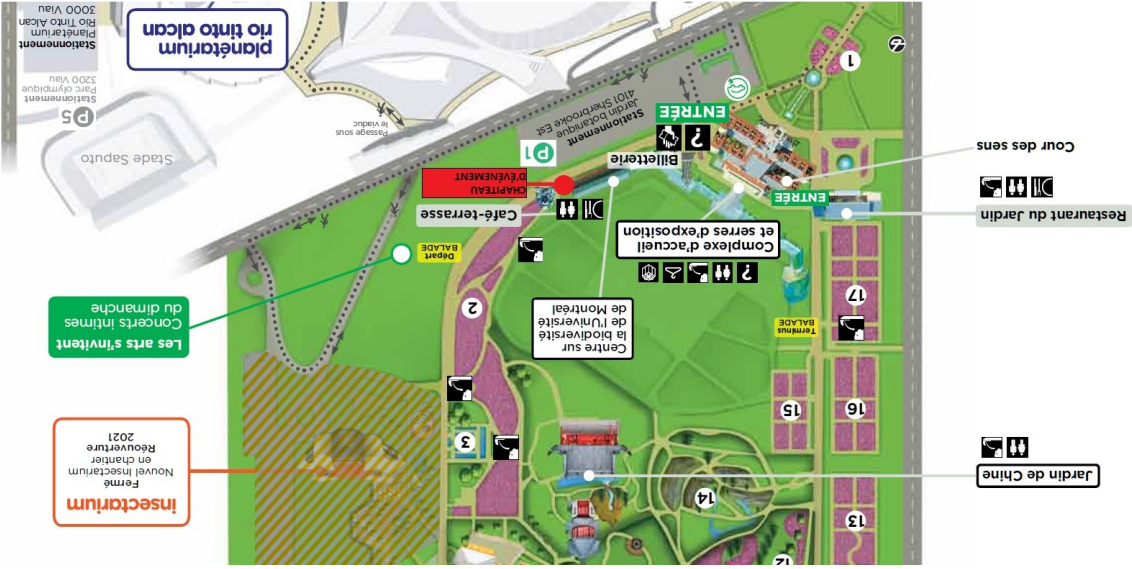 12
13
Jardin de Chine
14
insectarium
Fermé
Nouvel Insectarium
en chantier
Réouverture
2021
3
16
15
Centre sur
la biodiversité
de l'Université
de Montréal
Terminus
BALADE
17
2
Les arts s'invitent
Concerts intimes
du dimanche
Départ
BALADE
?
Complexe d'accueil
et serres d'exposition
Restaurant du Jardin
ENTRÉE
Café-terrasse
CHAPITEAU
D'ÉVÉNEMENT
Cour des sens
Billetterie
?
ENTRÉE
P1
Stationnement
Jardin botanique
4101 Sherbrooke Est
Stade Saputo
Passage sous
le viaduc
P5
Stationnement
Parc olympique
3200 Viau
1
planétarium
rio tinto alcan
Stationnement
Planétarium
Rio Tinto Alcan
3000 Viau